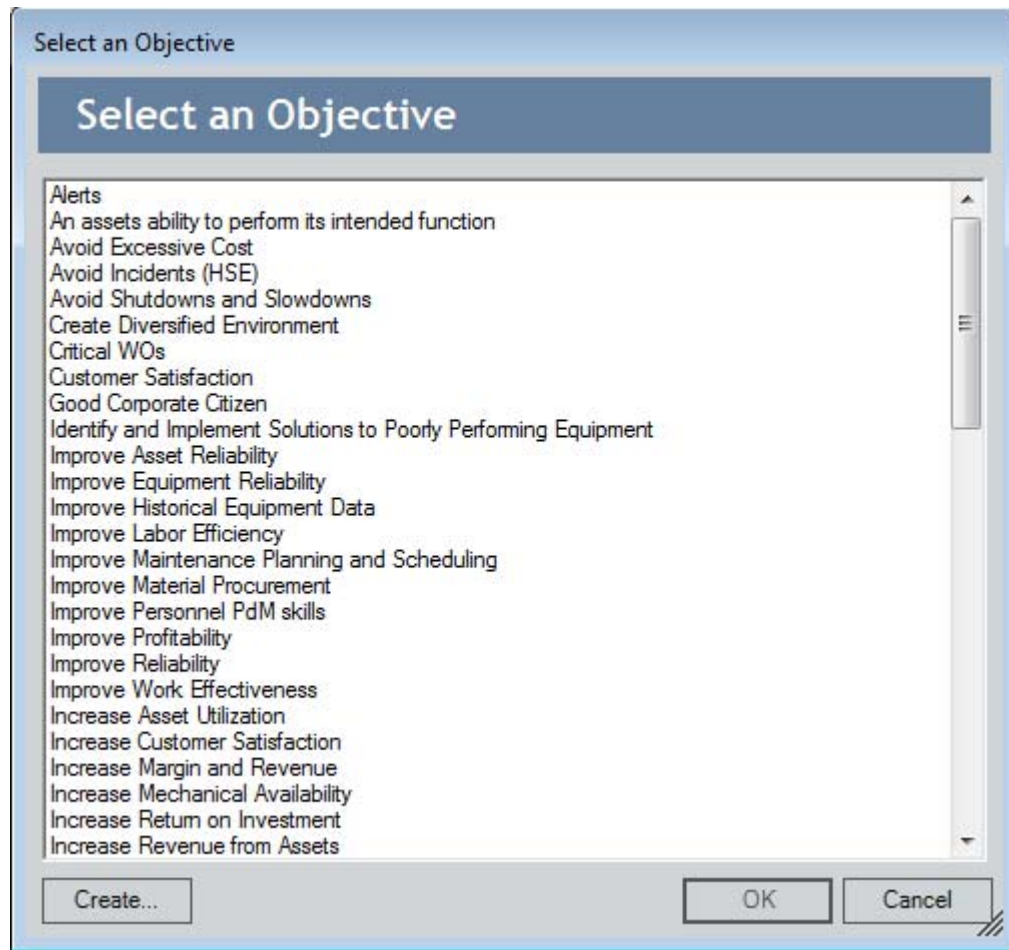 Select an Objective
Select an Objective
Alerts
An assets ability to perform its intended function
Avoid Excessive Cost
Avoid Incidents (HSE)
Avoid Shutdowns and Slowdowns
Create Diversified Environment
Critical WOs
Customer Satisfaction
Good Corporate Citizen
Identify and Implement Solutions to Poorly Performing Equipment
Improve Asset Reliability
Improve Equipment Reliability
Improve Historical Equipment Data
Improve Labor Efficiency
Improve Maintenance Planning and Scheduling
Improve Material Procurement
Improve Personnel PdM skills
Improve Profitability
Improve Reliability
Improve Work Effectiveness
Increase Asset Utilization
Increase Customer Satisfaction
Increase Margin and Revenue
Increase Mechanical Availability
Increase Return on Investment
Increase Revenue from Assets
Create... OK Cancel